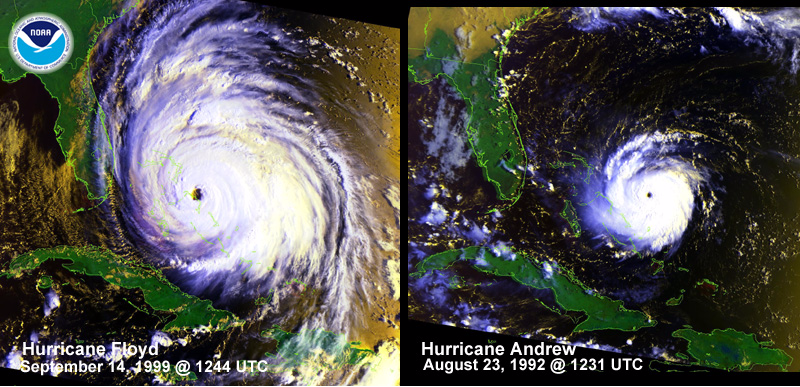 NOAA
Hurricane Floyd
September 14, 1999 @ 1244 UTC
Hurricane Andrew
August 23, 1992 @ 1231 UTC